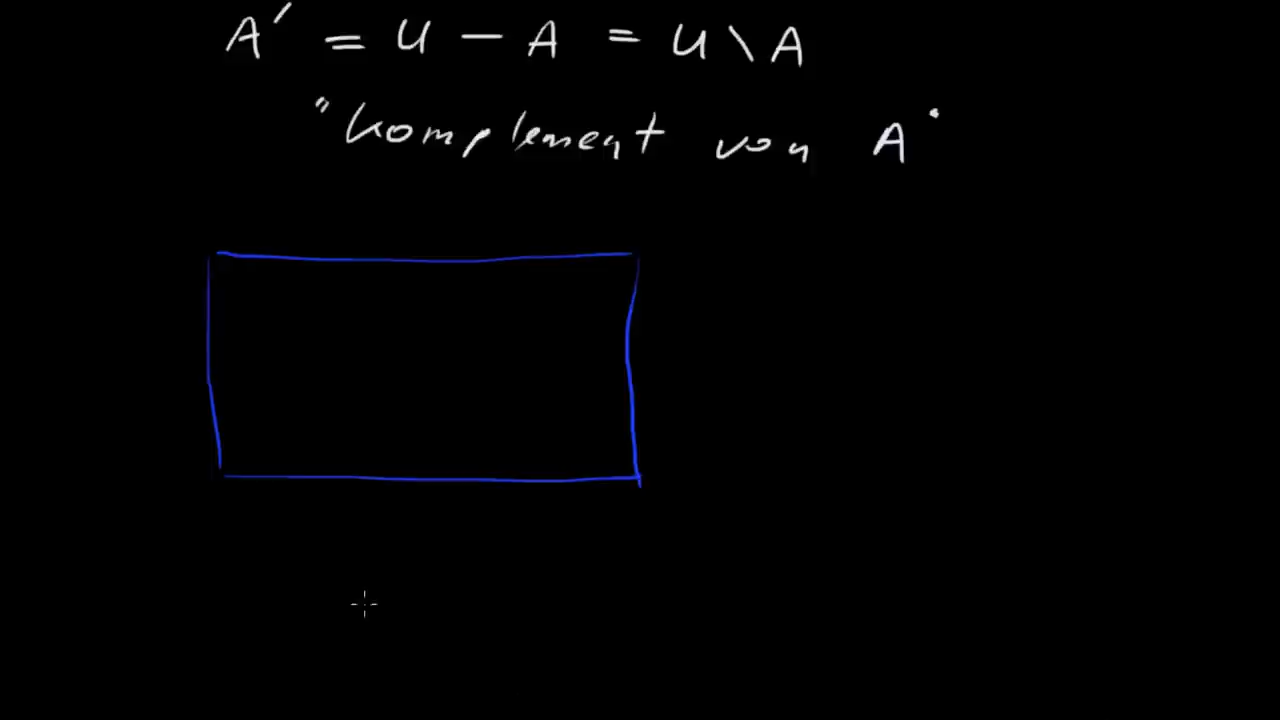 A' = U - A = U \ A
"Komplement von A"